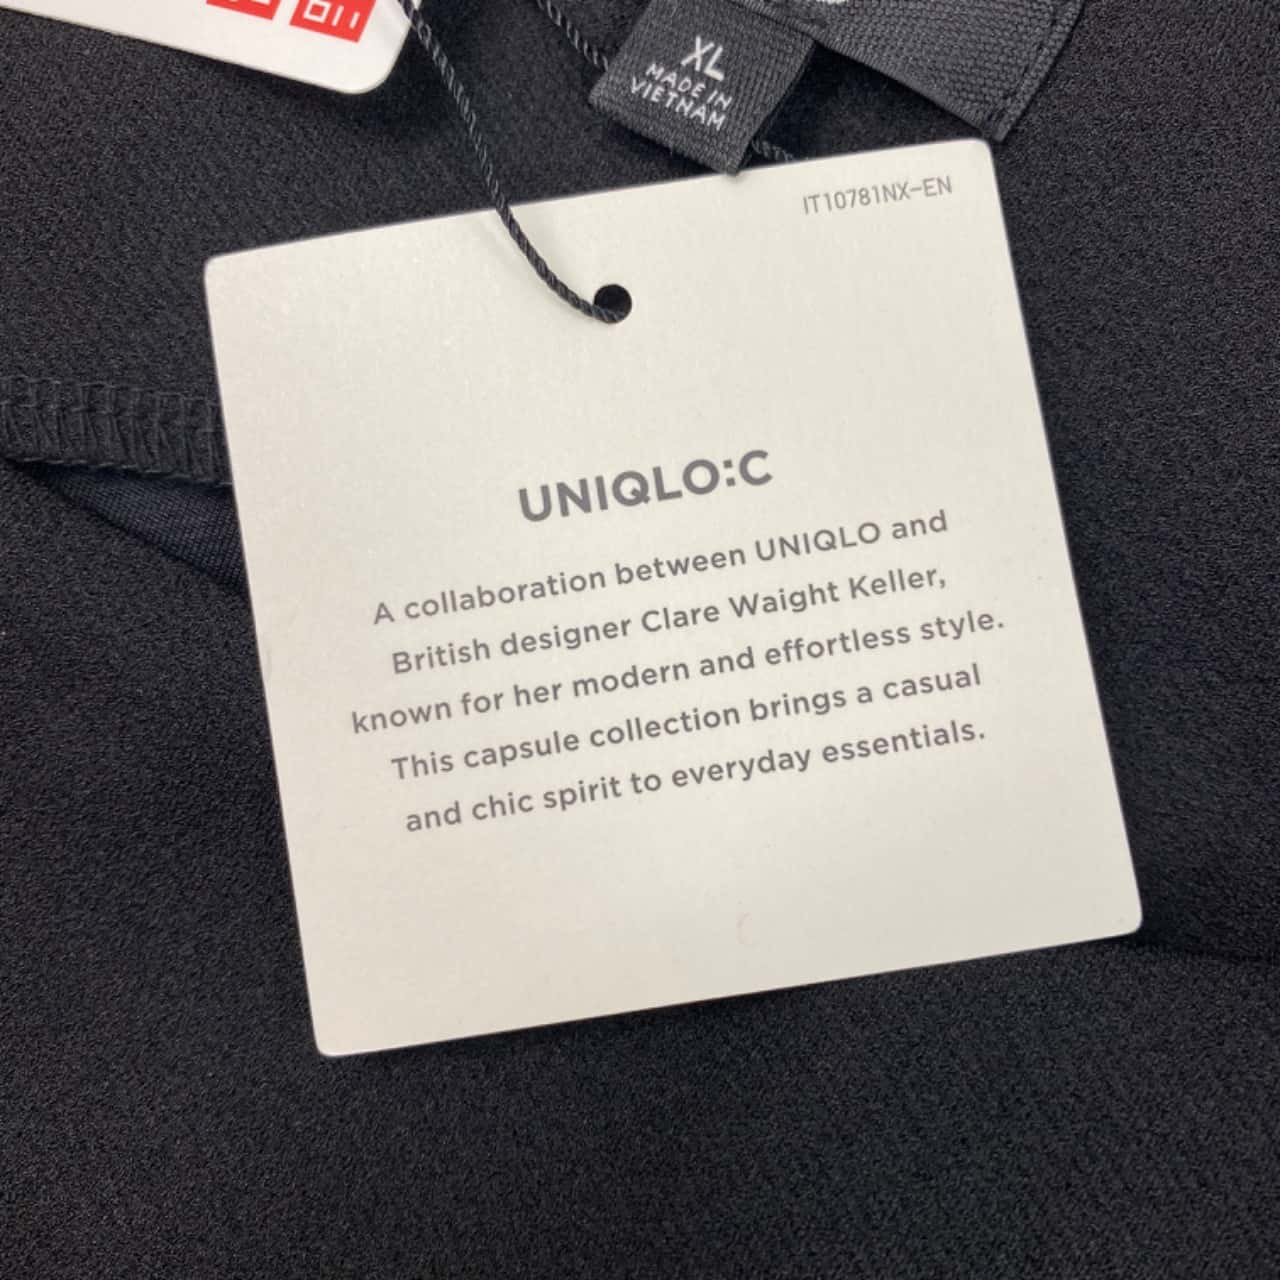 XL
MADE IN
VIETNAM
IT10781NX-EN
UNIQLO:C
A collaboration between UNIQLO and
British designer Clare Waight Keller,
known for her modern and effortless style.
This capsule collection brings a casual
and chic spirit to everyday essentials.